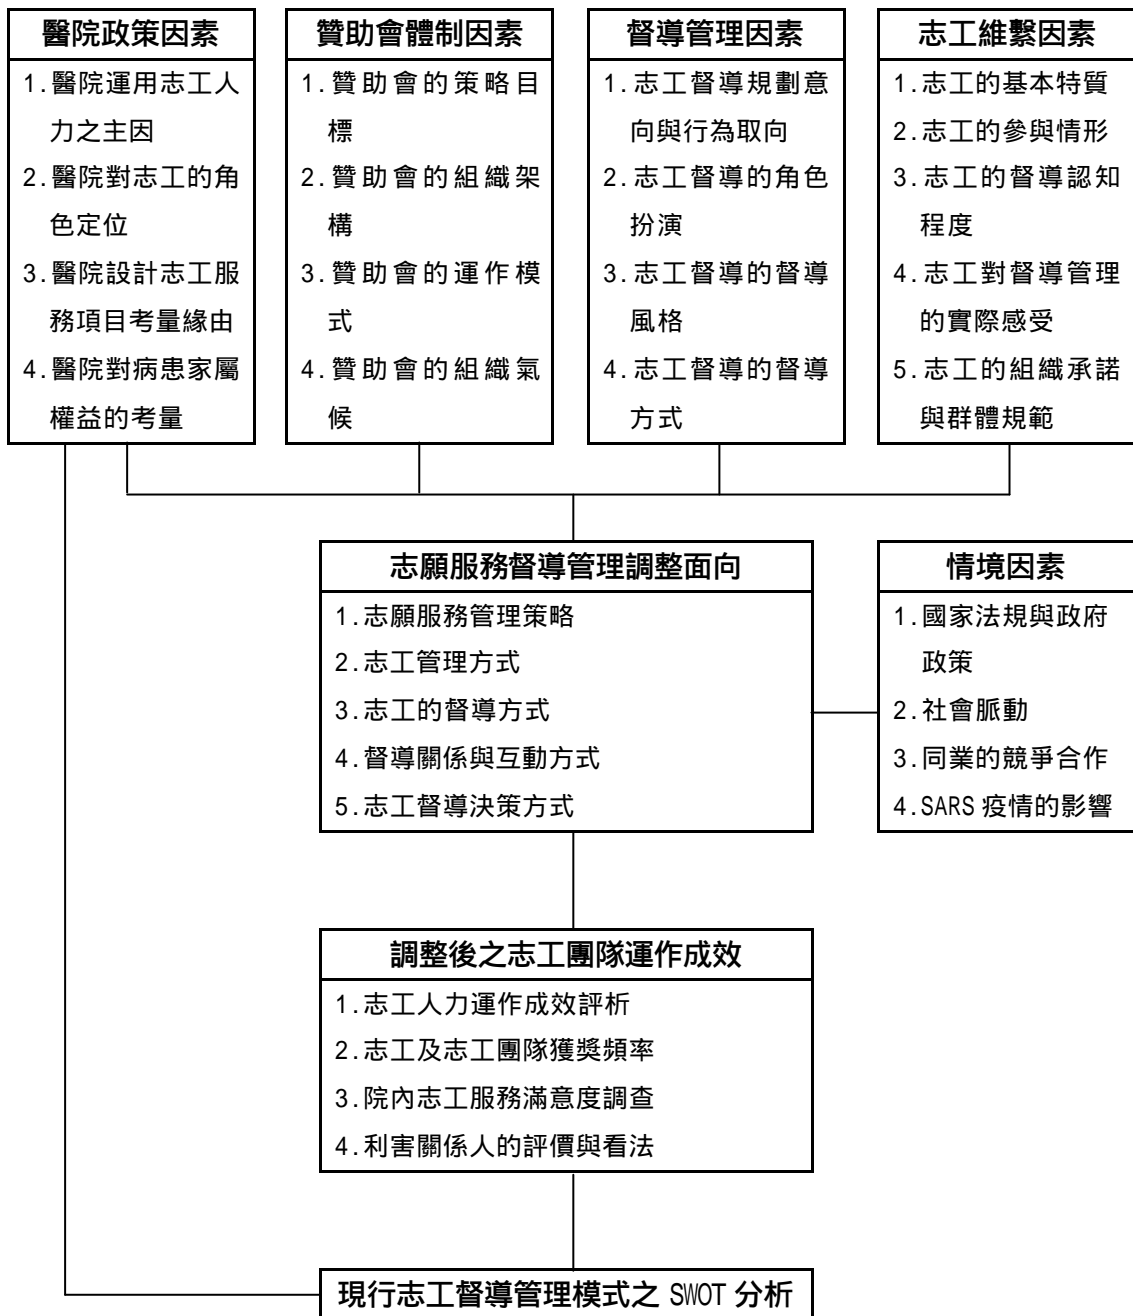 醫院政策因素
1.醫院運用志工人
力之主因
2.醫院對志工的角
色定位
3.醫院設計志工服
務項目考量緣由
4.醫院對病患家屬
權益的考量
贊助會體制因素
1.贊助會的策略目
標
2.贊助會的組織架
構
3.贊助會的運作模
式
4.贊助會的組織氣
候
督導管理因素
1.志工督導規劃意
向與行為取向
2.志工督導的角色
扮演
3.志工督導的督導
風格
4.志工督導的督導
方式
志工維繫因素
1.志工的基本特質
2.志工的參與情形
3.志工的督導認知
程度
4.志工對督導管理
的實際感受
5.志工的組織承諾
與群體規範
志願服務督導管理調整面向
1.志願服務管理策略
2.志工管理方式
3.志工的督導方式
4.督導關係與互動方式
5.志工督導決策方式
情境因素
1.國家法規與政府
政策
2.社會脈動
3.同業的競爭合作
4.SARS 疫情的影響
調整後之志工團隊運作成效
1.志工人力運作成效評析
2.志工及志工團隊獲獎頻率
3.院內志工服務滿意度調查
4.利害關係人的評價與看法
現行志工督導管理模式之 SWOT 分析